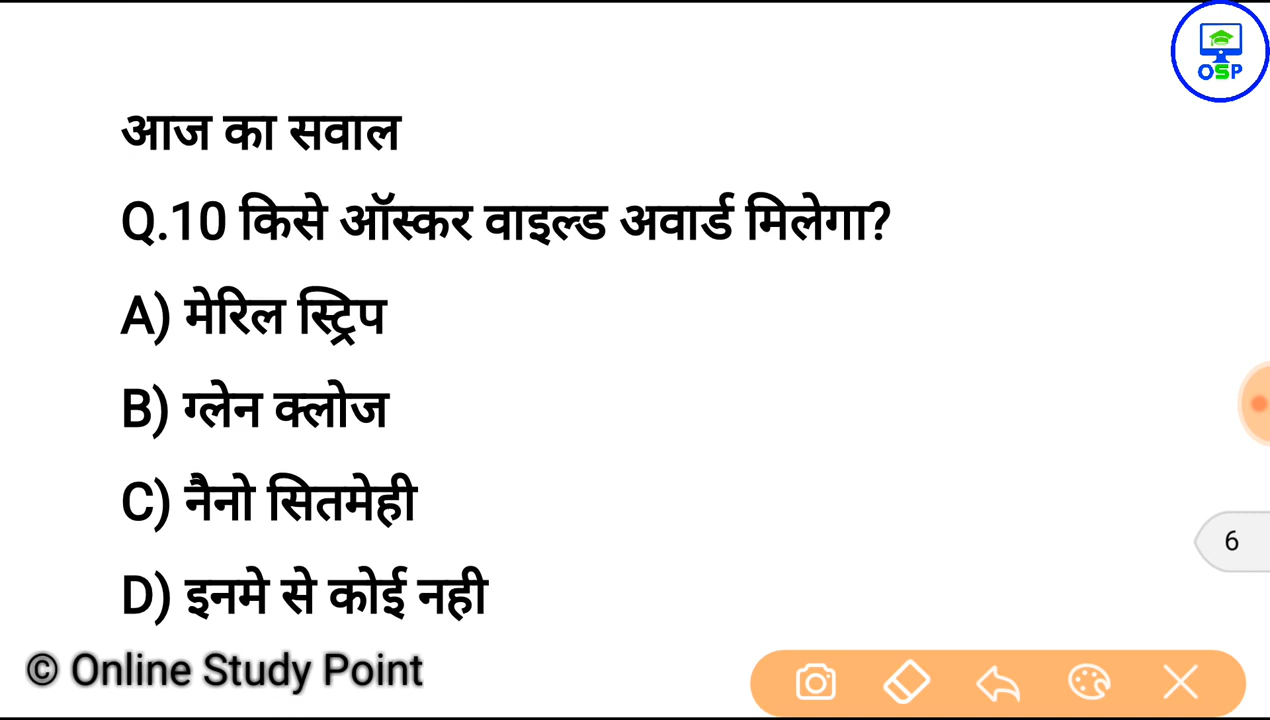 OSP
आज का सवाल
Q.10 किसे ऑस्कर वाइल्ड अवार्ड मिलेगा?
A) मेरिल स्ट्रिप
B) ग्लेन क्लोज
C) नैनो सितमेही
6
D) इनमे से कोई नही
© Online Study Point